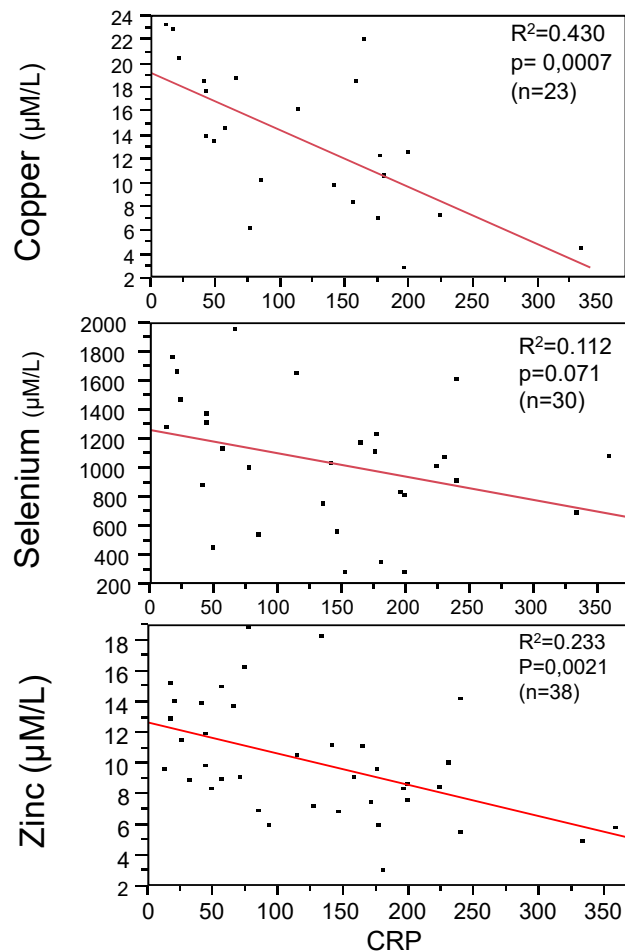 24
22
20
18
16
14
12
10
8
6
4
2
Copper (µM/L)
R²=0.430
p= 0,0007
(n=23)
0 50 100 150 200 250 300 350
2000
1800
1600
1400
1200
1000
800
600
400
200
Selenium (µM/L)
R²=0.112
p=0.071
(n=30)
0 50 100 150 200 250 300 350
18
16
14
12
10
8
6
4
2
Zinc (µM/L)
R²=0.233
P=0,0021
(n=38)
0 50 100 150 200 250 300 350
CRP